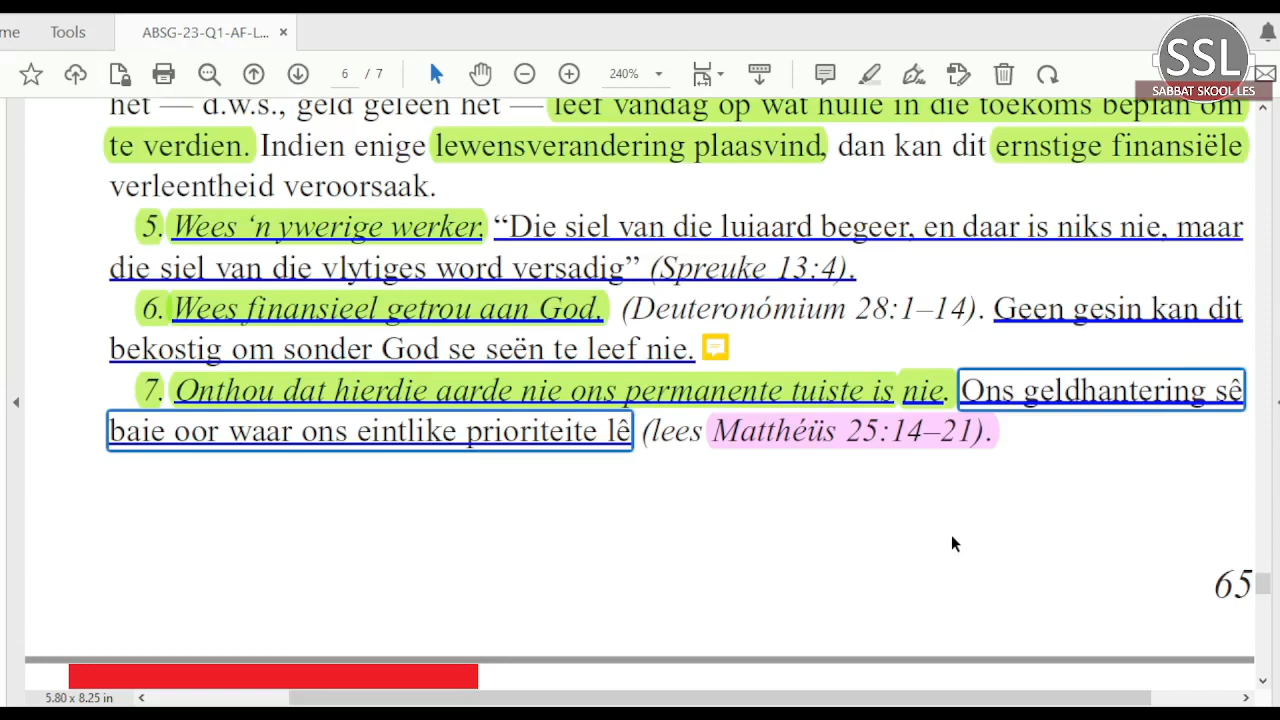 me Tools ABSG-23-Q1-AF-L... ×
SSL
SABBAT SKOOL LES
6 / 7 240%
het — d.w.s., geld geleen het — leef vandag op wat hulle in die toekoms beplan om
te verdien. Indien enige lewensverandering plaasvind, dan kan dit ernstige finansiële
verleentheid veroorsaak.
5. Wees ‘n ywerige werker. “Die siel van die luiaard begeer, en daar is niks nie, maar
die siel van die vlytiges word versadig” (Spreuke 13:4).
6. Wees finansieel getrou aan God, (Deuteronómium 28:1–14). Geen gesin kan dit
bekostig om sonder God se seën te leef nie.
7. Onthou dat hierdie aarde nie ons permanente tuiste is nie. Ons geldhantering sê
baie oor waar ons eintlike prioriteite lê (lees Matthéüs 25:14–21).
65
5.80 x 8.25 in